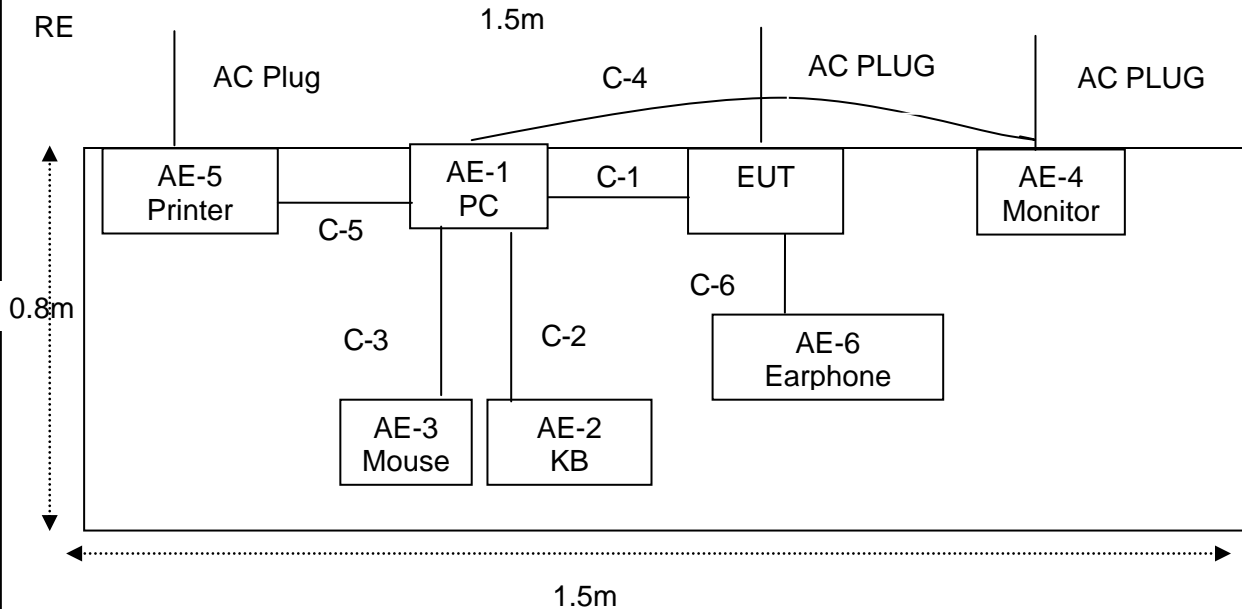 RE
1.5m
AC Plug
C-4
AC PLUG
AC PLUG
AE-5
Printer
AE-1
PC
C-1
EUT
AE-4
Monitor
C-5
C-6
0.8m
C-3
C-2
AE-6
Earphone
AE-3
Mouse
AE-2
KB
1.5m